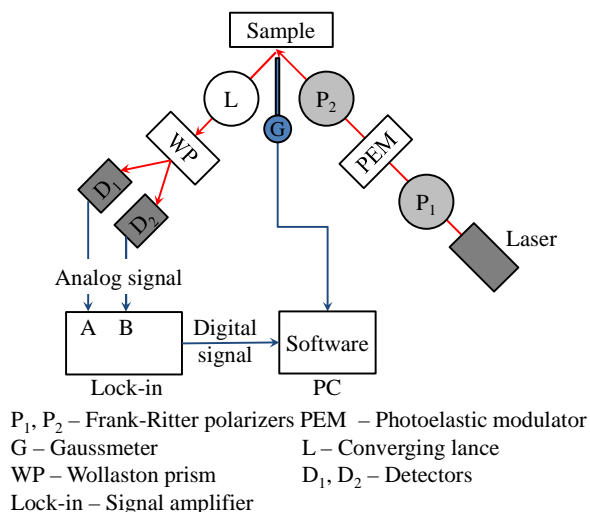 Sample
L
P₂
G
WP
PEM
D₁
P₁
D₂
Laser
Analog signal
A B
Digital
signal
Software
Lock-in
PC
P₁, P₂ – Frank-Ritter polarizers PEM – Photoelastic modulator
G – Gaussmeter L – Converging lance
WP – Wollaston prism D₁, D₂ – Detectors
Lock-in – Signal amplifier